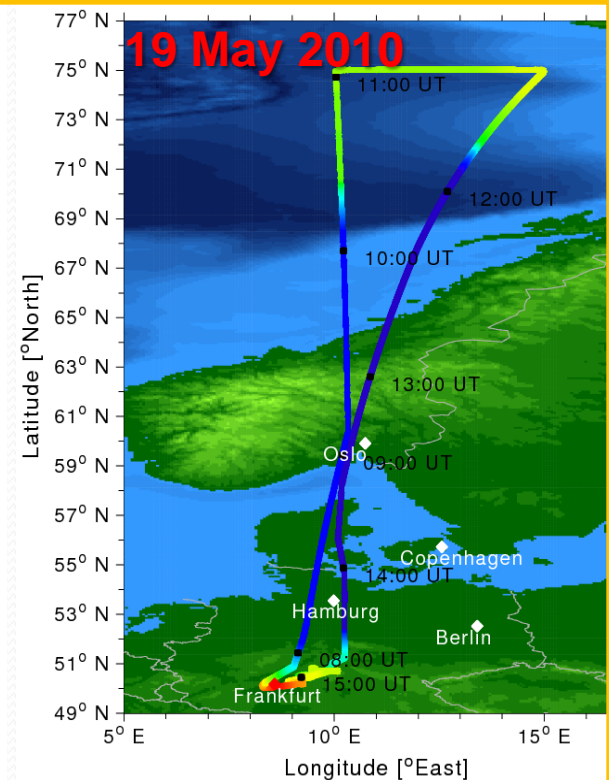 19 May 2010
77° N
75° N
73° N
71° N
69° N
67° N
65° N
63° N
61° N
59° N
57° N
55° N
53° N
51° N
49° N
Latitude [°North]
11:00 UT
12:00 UT
10:00 UT
13:00 UT
Oslo
09:00 UT
Copenhagen
14:00 UT
Hamburg
Berlin
08:00 UT
15:00 UT
Frankfurt
5° E
10° E
15° E
Longitude [°East]